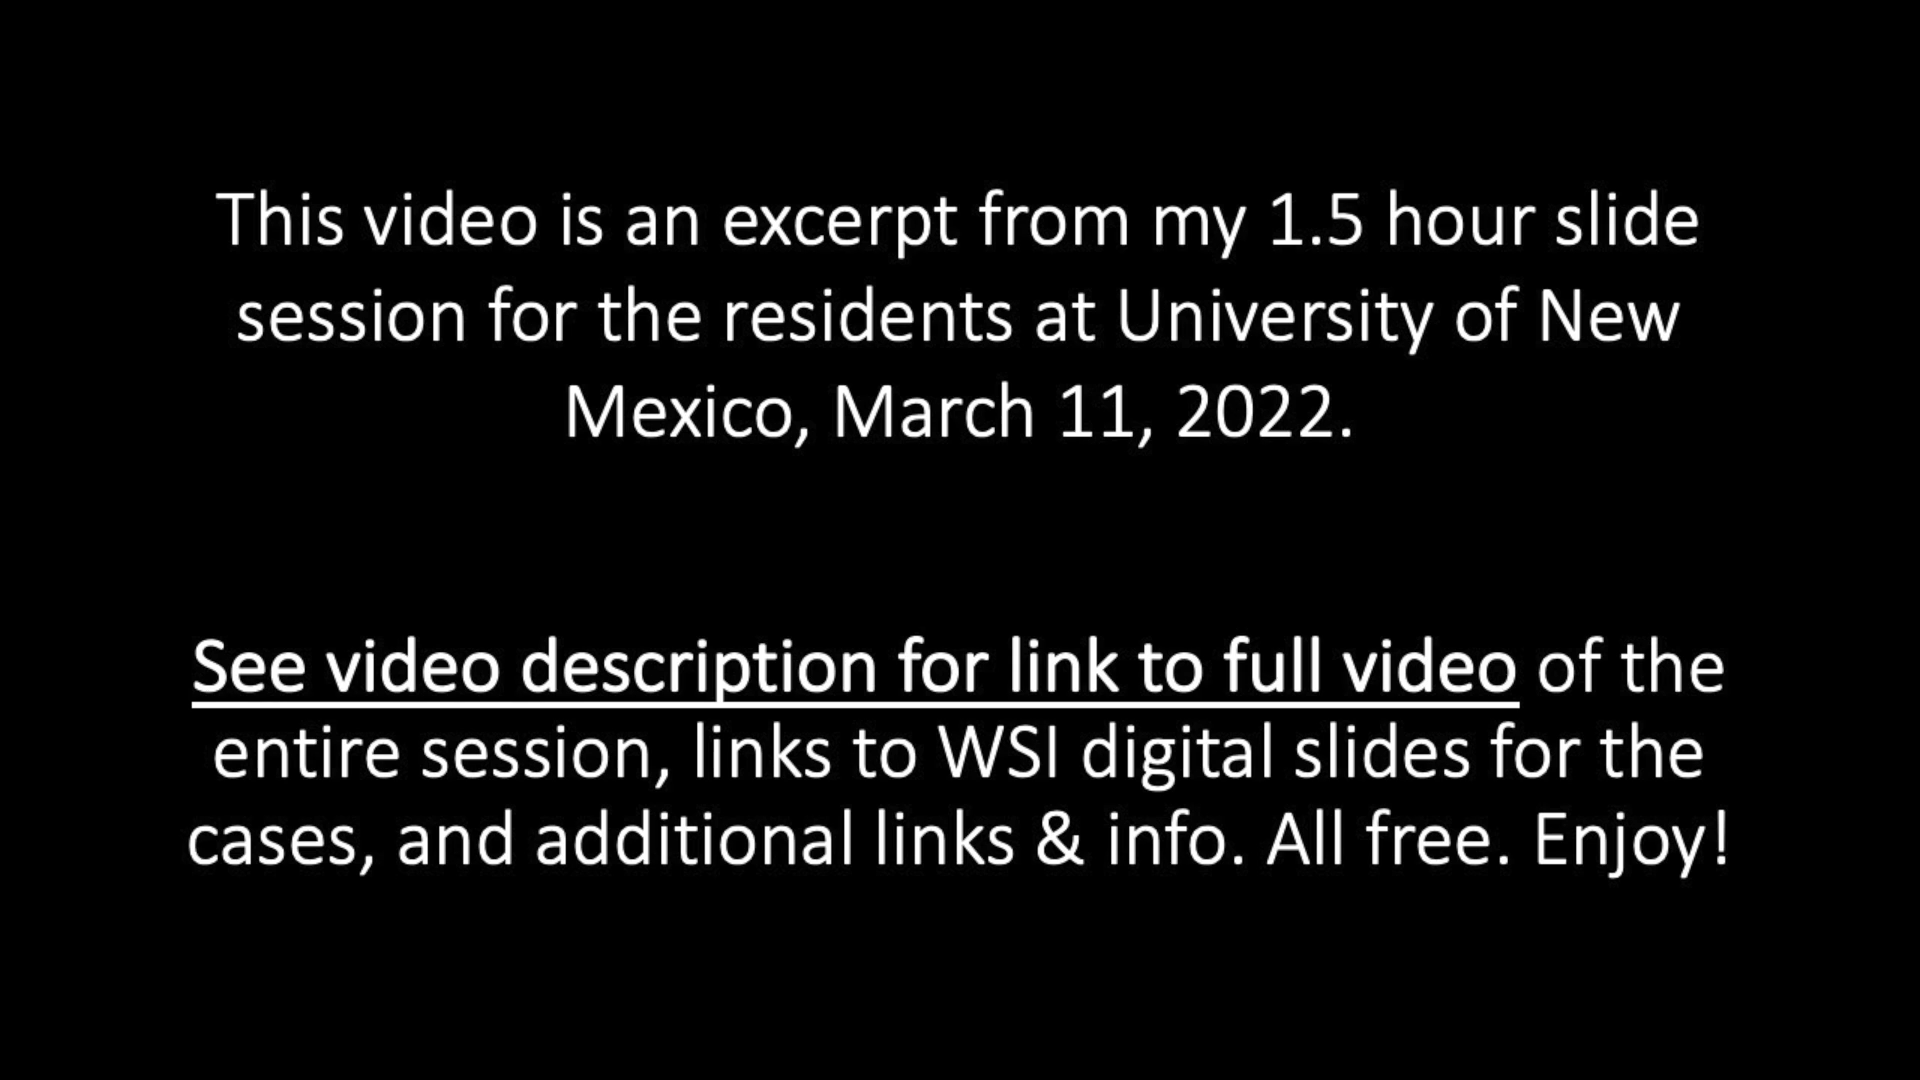 This video is an excerpt from my 1.5 hour slide
session for the residents at University of New
Mexico, March 11, 2022.
See video description for link to full video of the
entire session, links to WSI digital slides for the
cases, and additional links & info. All free. Enjoy!